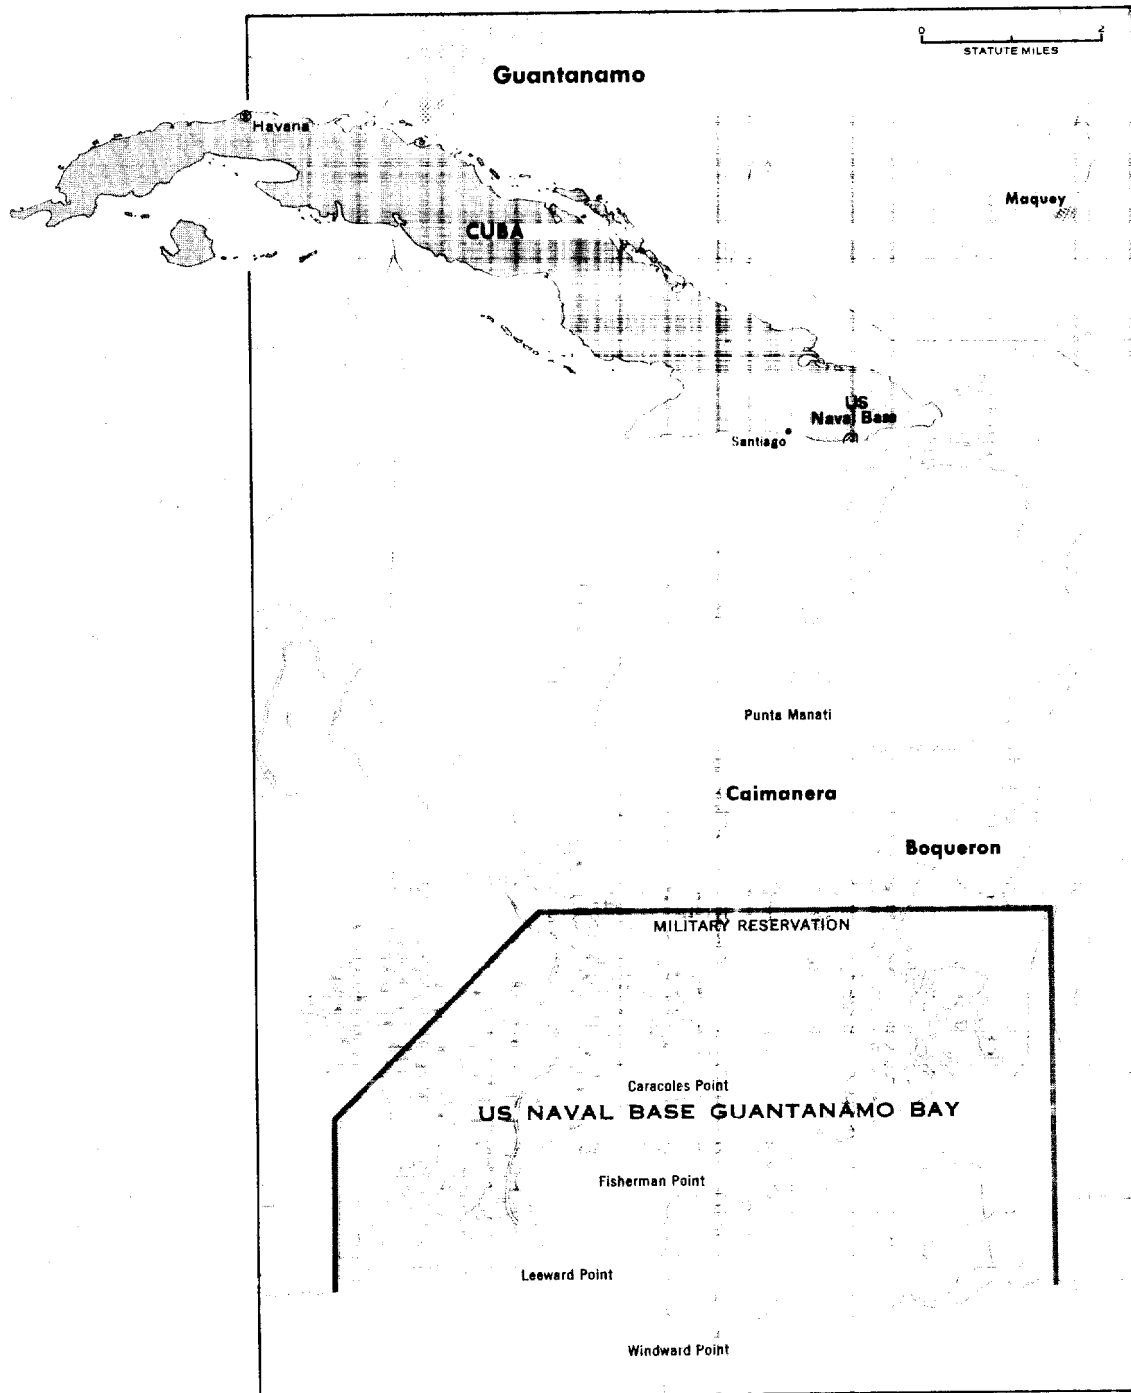 0 2
STATUTE MILES
Guantanamo
Havana
Maquey
CUBA
US
Naval Base
Santiago
Punta Manati
Caimanera
Boqueron
MILITARY RESERVATION
Caracoles Point
US NAVAL BASE GUANTANAMO BAY
Fisherman Point
Leeward Point
Windward Point